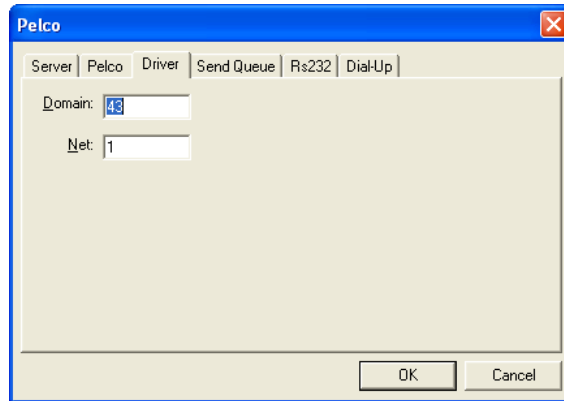 Pelco
Server Pelco Driver Send Queue Rs232 Dial-Up
Domain: 43
Net: 1
OK Cancel